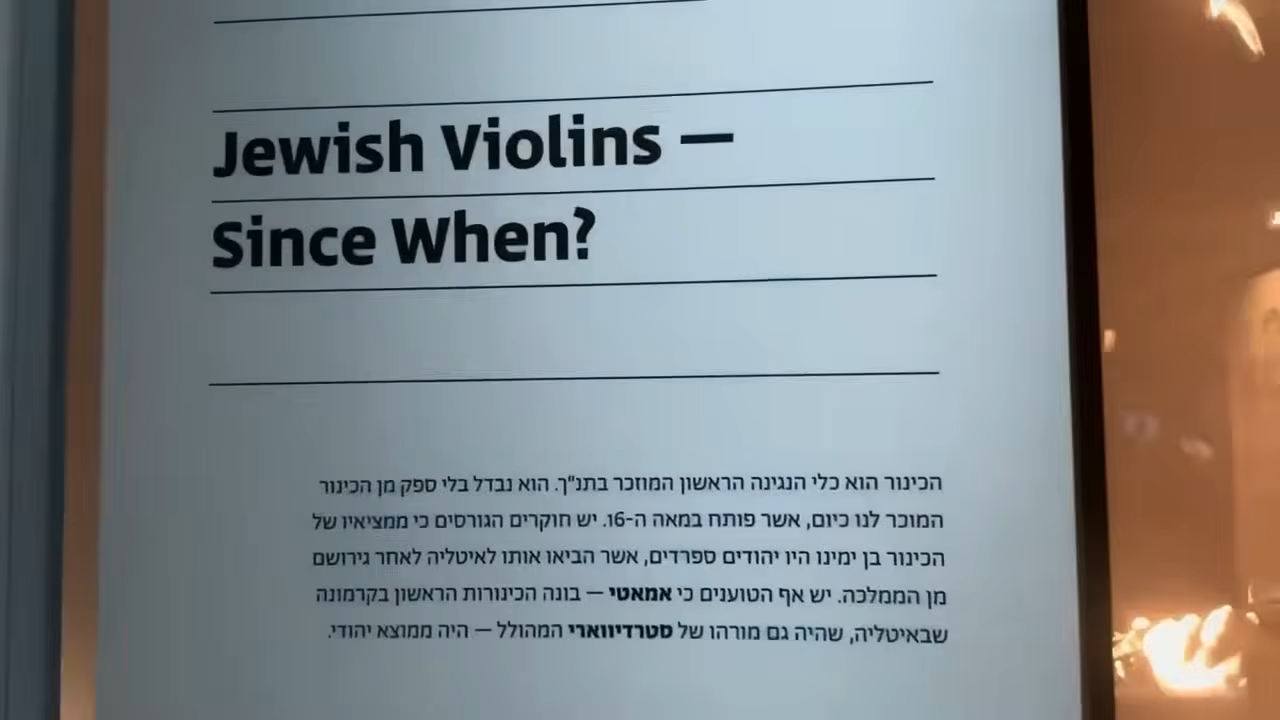 Jewish Violins —
Since When?
הכינור הוא כלי הנגינה הראשון המוזכר בתנ"ך. הוא נבדל בלי ספק מן הכינור
המוכר לנו כיום, אשר פותח במאה ה-16. יש חוקרים הגורסים כי ממציאיו של
הכינור בן ימינו היו יהודים ספרדים, אשר הביאו אותו לאיטליה לאחר גירושם
מן הממלכה. יש אף הטוענים כי אמאטי — בונה הכינורות הראשון בקרמונה
שבאיטליה, שהיה גם מורהו של סטרדיווארי המהולל — היה ממוצא יהודי.